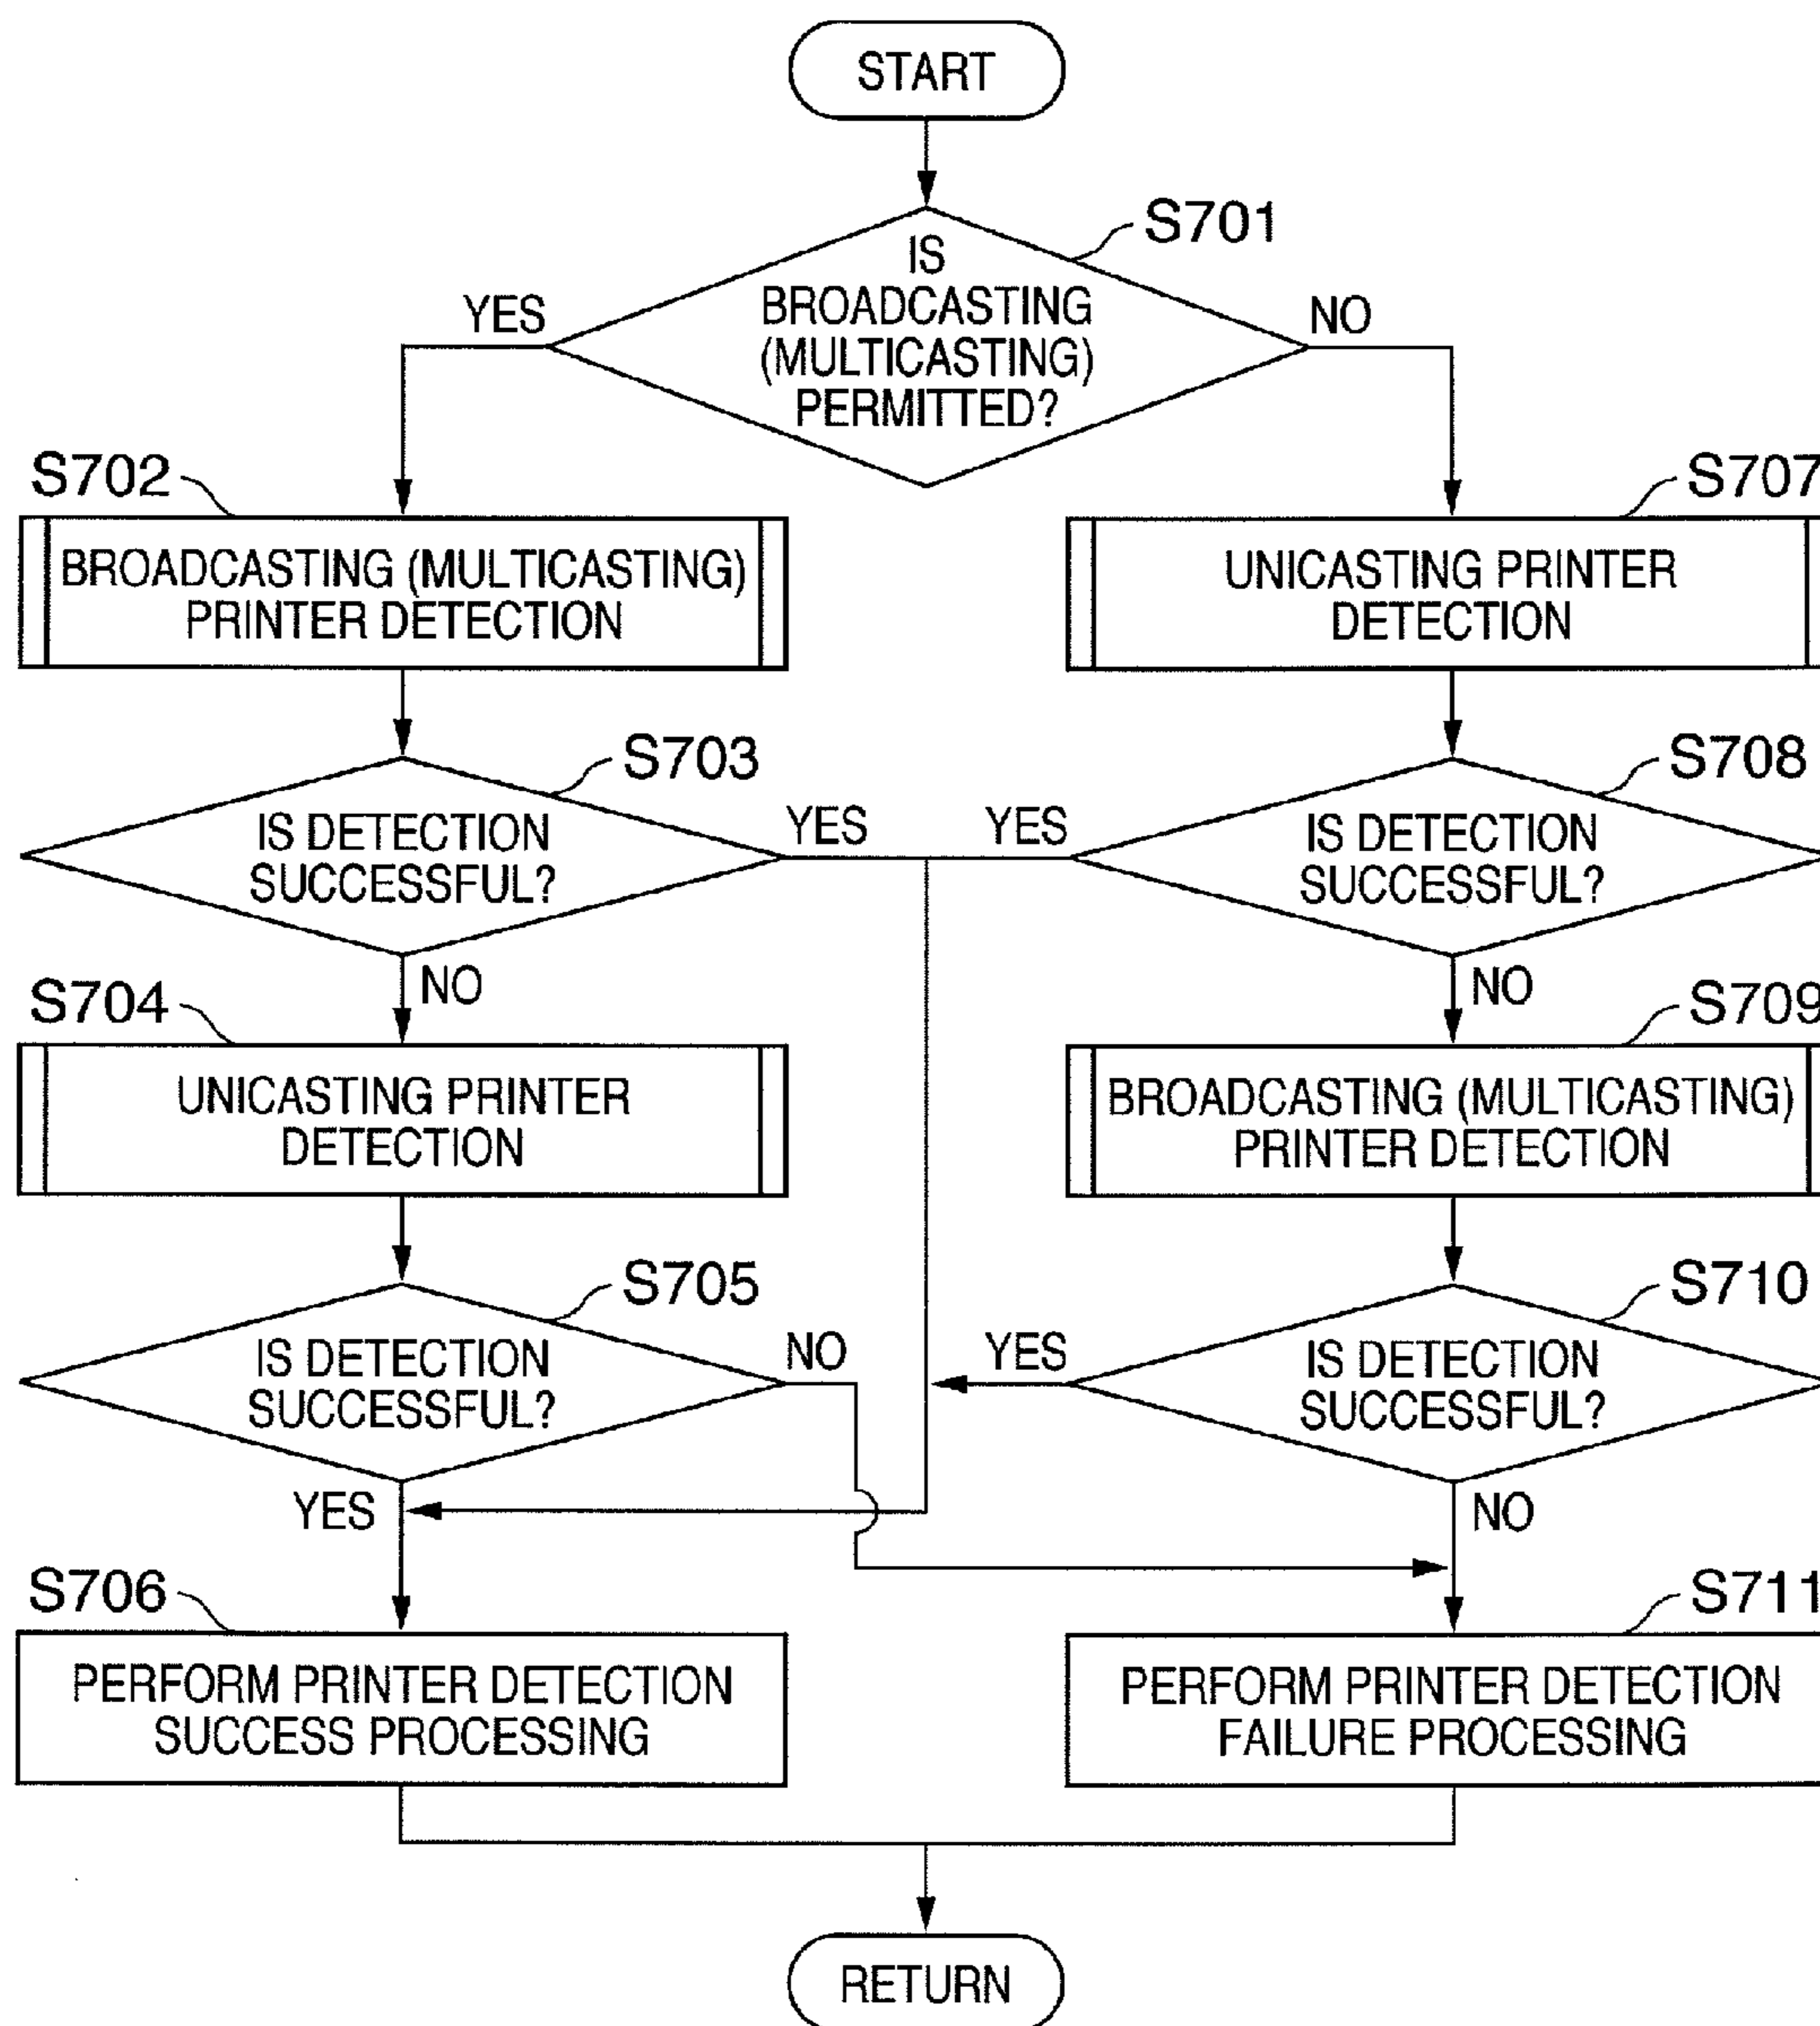 START
S701
IS
BROADCASTING
(MULTICASTING)
PERMITTED?
YES
NO
S702
BROADCASTING (MULTICASTING)
PRINTER DETECTION
S707
UNICASTING PRINTER
DETECTION
S703
IS DETECTION
SUCCESSFUL?
YES
NO
S708
IS DETECTION
SUCCESSFUL?
YES
NO
S704
UNICASTING PRINTER
DETECTION
S709
BROADCASTING (MULTICASTING)
PRINTER DETECTION
S705
IS DETECTION
SUCCESSFUL?
NO
YES
S710
IS DETECTION
SUCCESSFUL?
YES
NO
S706
PERFORM PRINTER DETECTION
SUCCESS PROCESSING
S711
PERFORM PRINTER DETECTION
FAILURE PROCESSING
RETURN